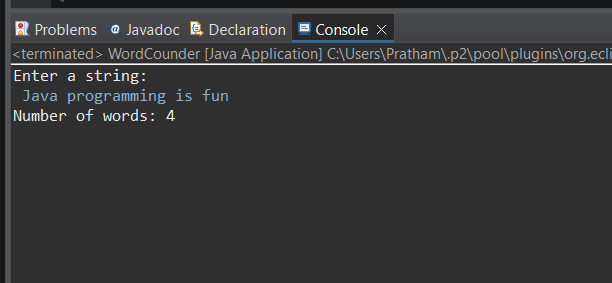 Problems @ Javadoc Declaration Console
<terminated> WordCounder [Java Application] C:\Users\Pratham\.p2\pool\plugins\org.ecli
Enter a string:
Java programming is fun
Number of words: 4